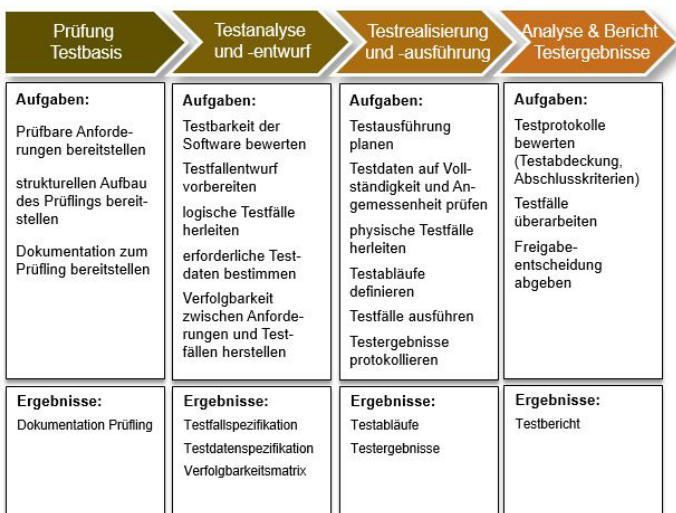 Prüfung
Testbasis
Testanalyse
und -entwurf
Testrealisierung
und -ausführung
Analyse & Bericht
Testergebnisse
Aufgaben:
Prüfbare Anforde-
rungen bereitstellen
strukturellen Aufbau
des Prüflings bereit-
stellen
Dokumentation zum
Prüfling bereitstellen
Aufgaben:
Testbarkeit der
Software bewerten
Testfallentwurf
vorbereiten
logische Testfälle
herleiten
erforderliche Test-
daten bestimmen
Verfolgbarkeit
zwischen Anforde-
rungen und Test-
fällen herstellen
Aufgaben:
Testausführung
planen
Testdaten auf Voll-
ständigkeit und An-
gemessenheit prüfen
physische Testfälle
herleiten
Testabläufe
definieren
Testfälle ausführen
Testergebnisse
protokollieren
Aufgaben:
Testprotokolle
bewerten
(Testabdeckung,
Abschlusskriterien)
Testfälle
überarbeiten
Freigabe-
entscheidung
abgeben
Ergebnisse:
Dokumentation Prüfling
Ergebnisse:
Testfallspezifikation
Testdatenspezifikation
Verfolgbarkeitsmatrix
Ergebnisse:
Testabläufe
Testergebnisse
Ergebnisse:
Testbericht